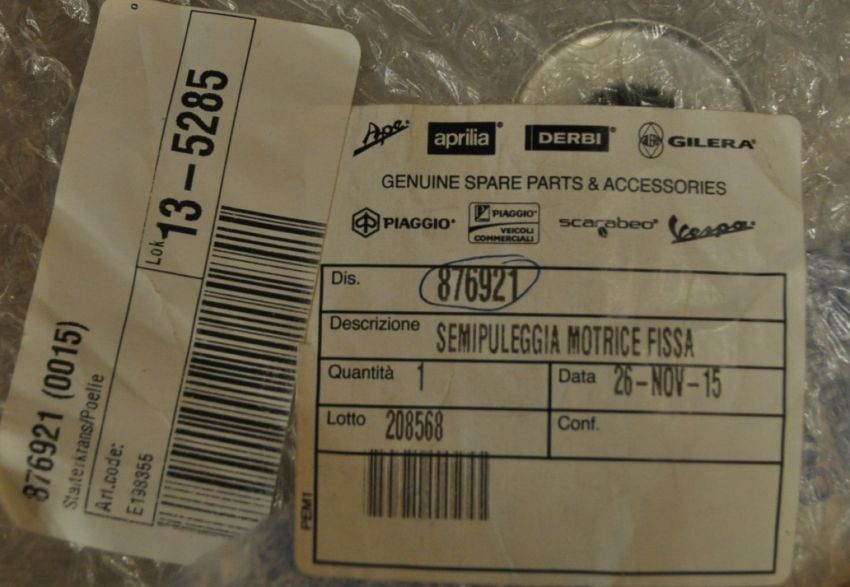 876921 (0015)
Starterkrans/Poelie
Art.code:
E198355
Lok
13-5285
Ape®
aprilia®
DERBI®
GILERA®
GENUINE SPARE PARTS & ACCESSORIES
PIAGGIO®
PIAGGIO®
VEICOLI
COMMERCIALI
scarabeo®
Vespa®
Dis. 876921
Descrizione SEMIPULEGGIA MOTRICE FISSA
Quantità 1
Data 26-NOV-15
Lotto 208568
Conf.
PEM1